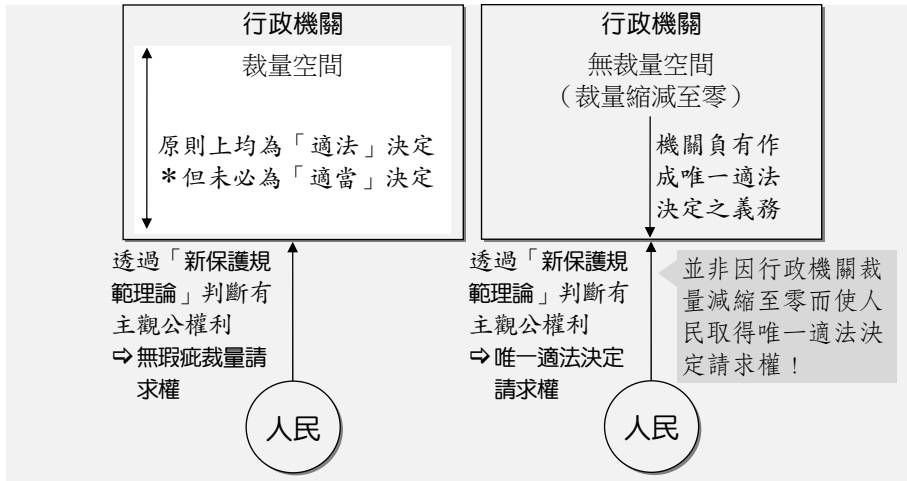 行政機關
裁量空間
原則上均為「適法」決定
＊但未必為「適當」決定
透過「新保護規
範理論」判斷有
主觀公權利
⇨無瑕疵裁量請
求權
人民
行政機關
無裁量空間
（裁量縮減至零）
機關負有作
成唯一適法
決定之義務
透過「新保護規
範理論」判斷有
主觀公權利
⇨唯一適法決定
請求權
並非因行政機關裁
量減縮至零而使人
民取得唯一適法決
定請求權！
人民